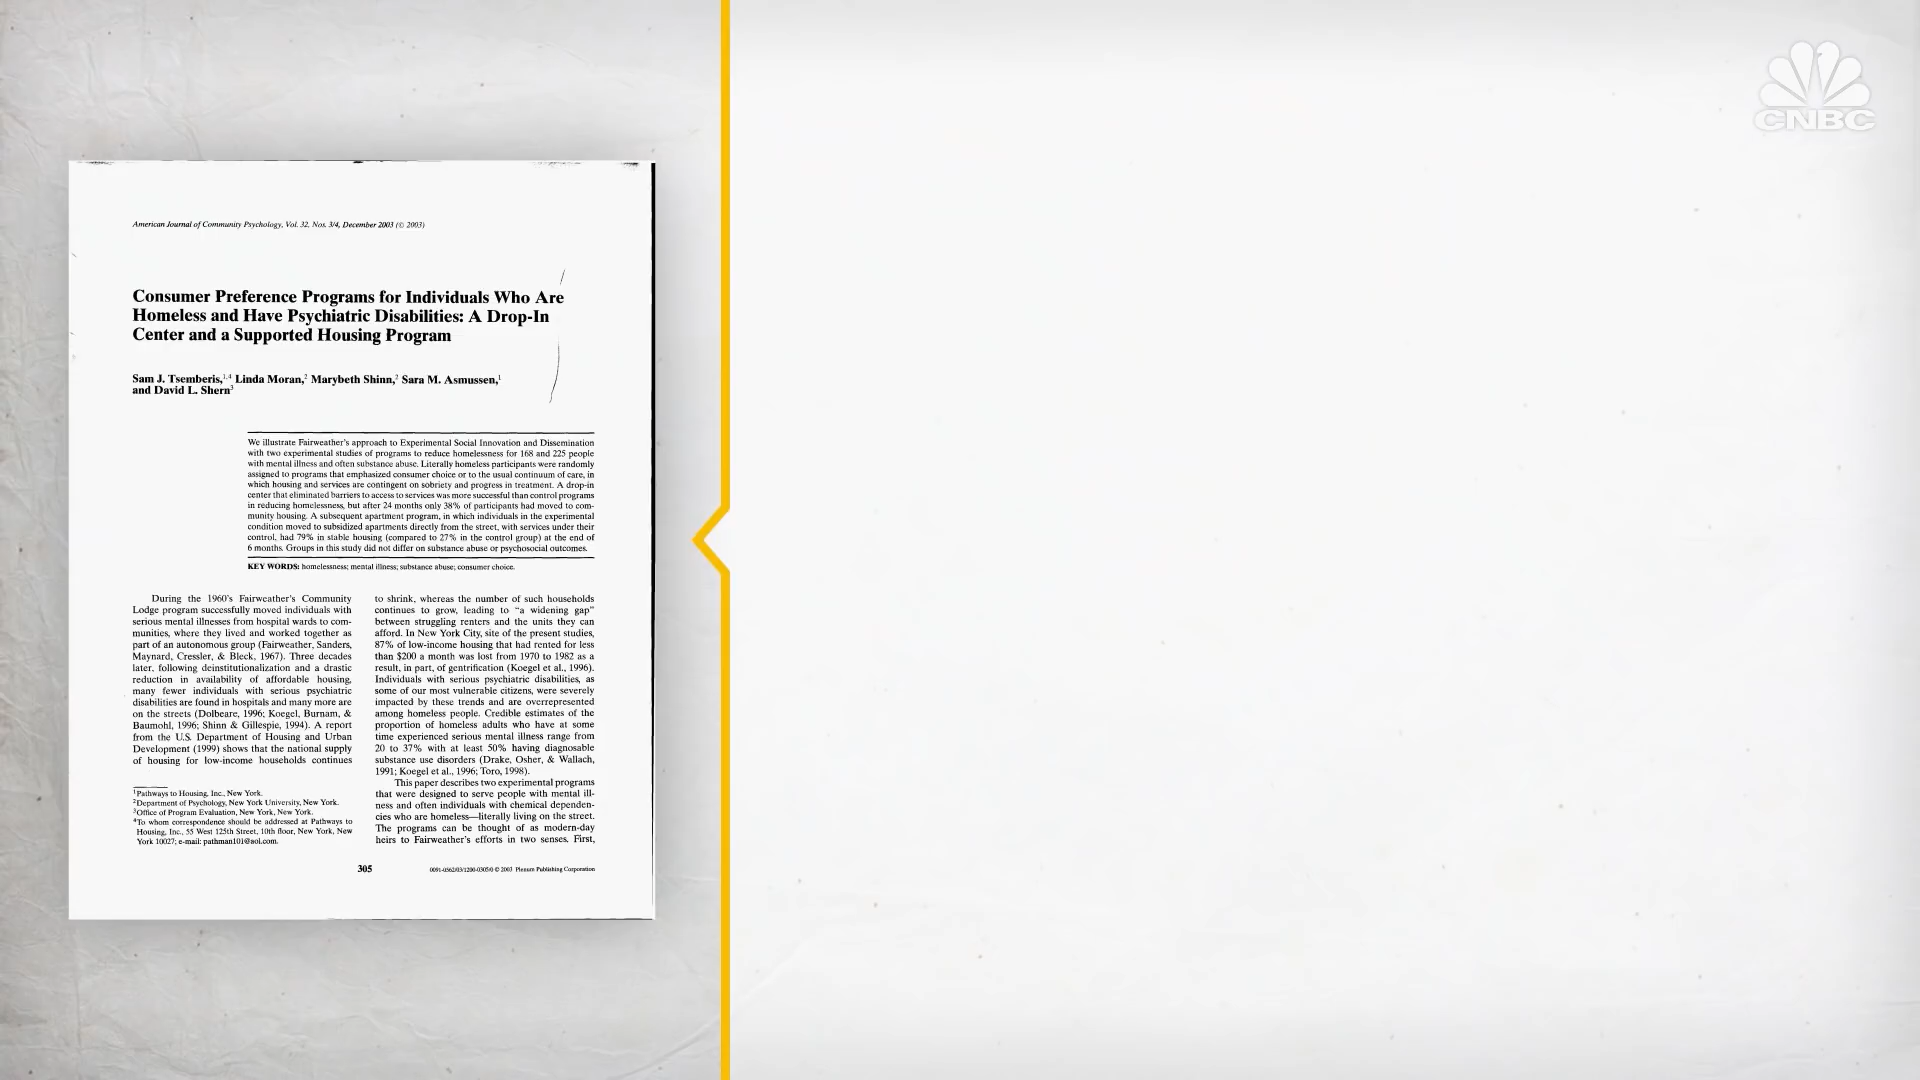 CNBC
American Journal of Community Psychology, Vol. 32, Nos. 3/4, December 2003 (© 2003)
Consumer Preference Programs for Individuals Who Are
Homeless and Have Psychiatric Disabilities: A Drop-In
Center and a Supported Housing Program
Sam J. Tsemberis,1,4 Linda Moran,2 Marybeth Shinn,2 Sara M. Asmussen,1
and David L. Shern3
We illustrate Fairweather's approach to Experimental Social Innovation and Dissemination
with two experimental studies of programs to reduce homelessness for 168 and 225 people
with mental illness and often substance abuse. Literally homeless participants were randomly
assigned to programs that emphasized consumer choice or to the usual continuum of care, in
which housing and services are contingent on sobriety and progress in treatment. A drop-in
center that eliminated barriers to access to services was more successful than control programs
in reducing homelessness, but after 24 months only 38% of participants had moved to com-
munity housing. A subsequent apartment program, in which individuals in the experimental
condition moved to subsidized apartments directly from the street, with services under their
control, had 79% in stable housing (compared to 27% in the control group) at the end of
6 months. Groups in this study did not differ on substance abuse or psychosocial outcomes.
KEY WORDS: homelessness; mental illness; substance abuse; consumer choice.
During the 1960's Fairweather's Community
Lodge program successfully moved individuals with
serious mental illnesses from hospital wards to com-
munities, where they lived and worked together as
part of an autonomous group (Fairweather, Sanders,
Maynard, Cressler, & Bleck, 1967). Three decades
later, following deinstitutionalization and a drastic
reduction in availability of affordable housing,
many fewer individuals with serious psychiatric
disabilities are found in hospitals and many more are
on the streets (Dolbeare, 1996; Koegel, Burnam, &
Baumohl, 1996; Shinn & Gillespie, 1994). A report
from the U.S. Department of Housing and Urban
Development (1999) shows that the national supply
of housing for low-income households continues
1Pathways to Housing, Inc., New York.
2Department of Psychology, New York University, New York.
3Office of Program Evaluation, New York, New York.
4To whom correspondence should be addressed at Pathways to
Housing, Inc., 55 West 125th Street, 10th floor, New York, New
York 10027; e-mail: pathman101@aol.com.
to shrink, whereas the number of such households
continues to grow, leading to "a widening gap"
between struggling renters and the units they can
afford. In New York City, site of the present studies,
87% of low-income housing that had rented for less
than $200 a month was lost from 1970 to 1982 as a
result, in part, of gentrification (Koegel et al., 1996).
Individuals with serious psychiatric disabilities, as
some of our most vulnerable citizens, were severely
impacted by these trends and are overrepresented
among homeless people. Credible estimates of the
proportion of homeless adults who have at some
time experienced serious mental illness range from
20 to 37% with at least 50% having diagnosable
substance use disorders (Drake, Osher, & Wallach,
1991; Koegel et al., 1996; Toro, 1998).
This paper describes two experimental programs
that were designed to serve people with mental ill-
ness and often individuals with chemical dependen-
cies who are homeless—literally living on the street.
The programs can be thought of as modern-day
heirs to Fairweather's efforts in two senses. First,
305
0091-0562/03/1200-0305/0 © 2003 Plenum Publishing Corporation